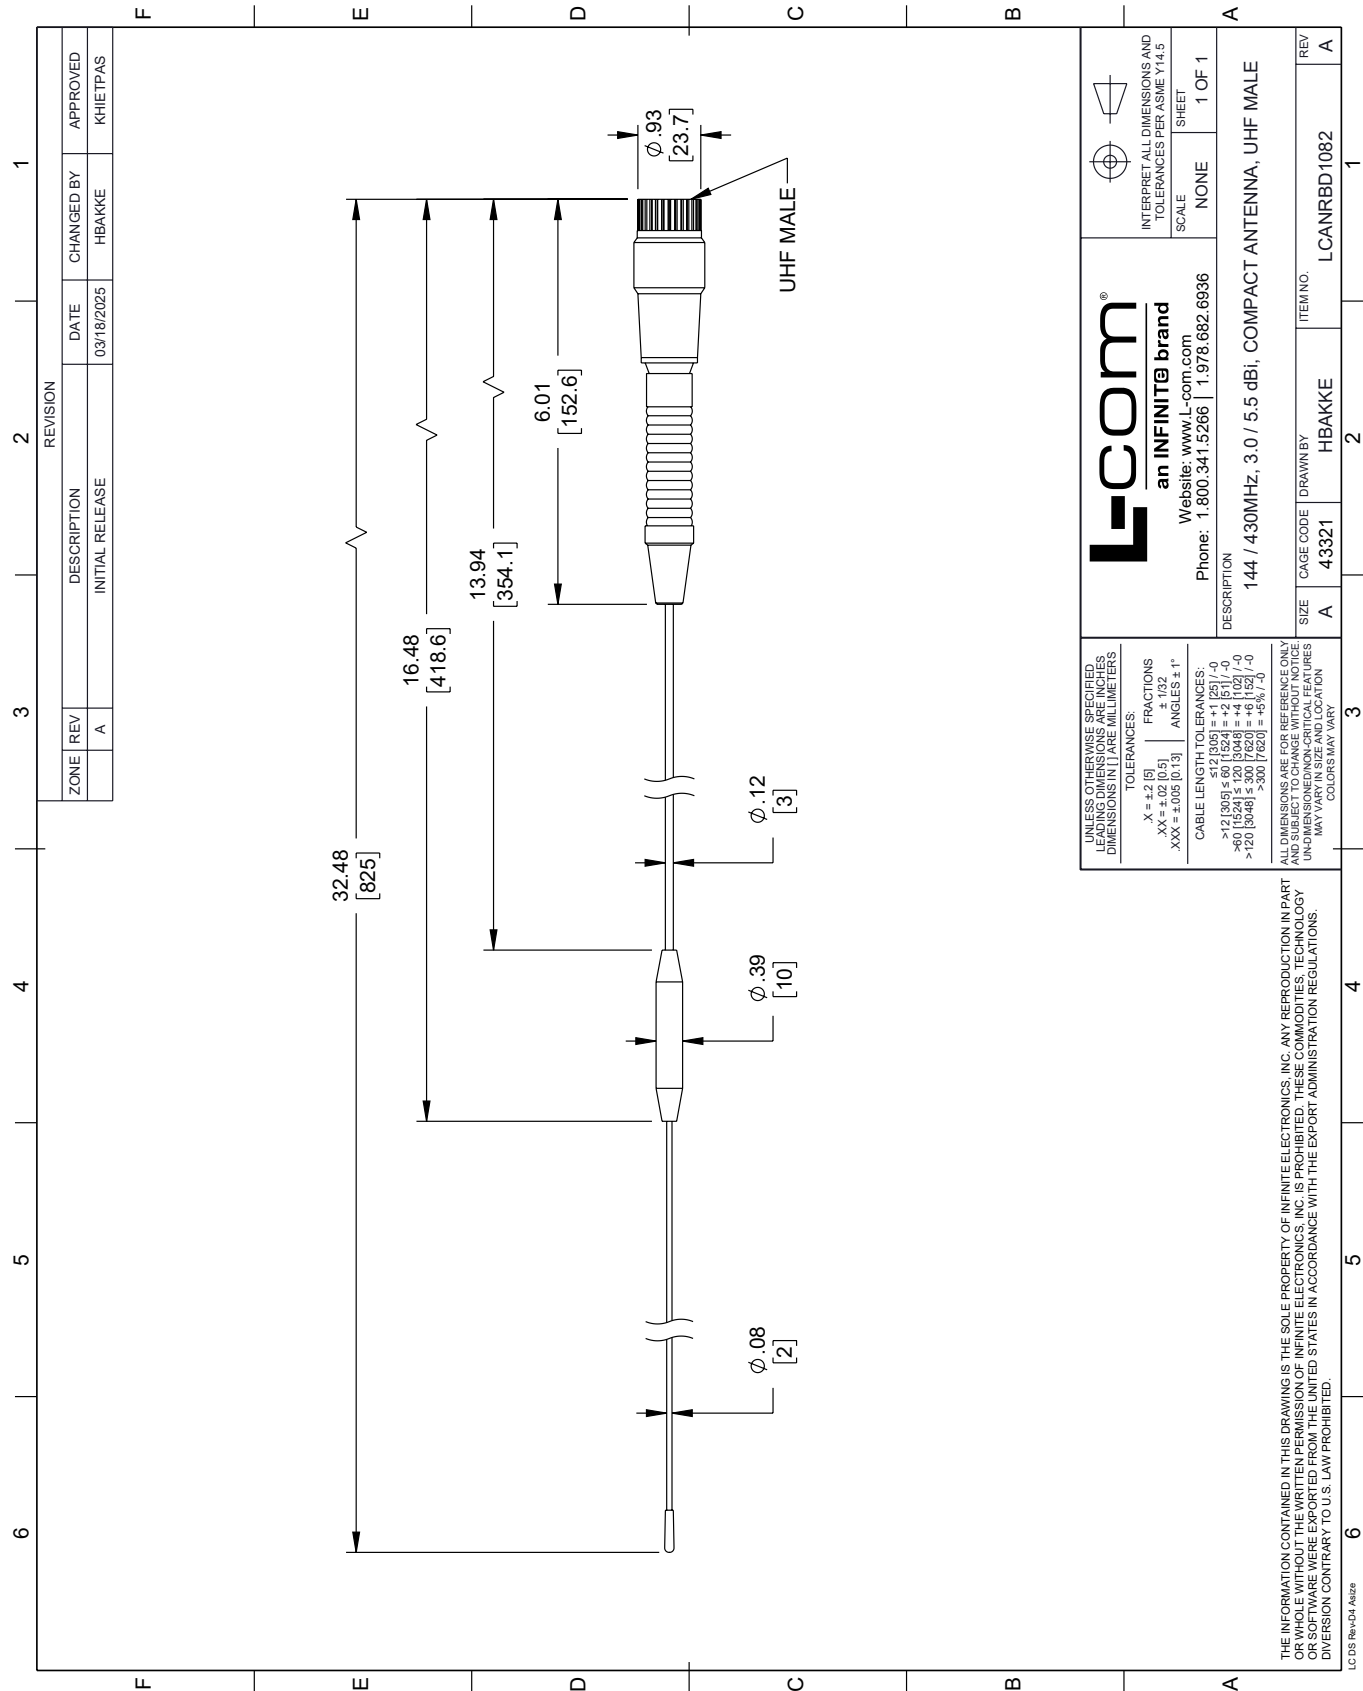 6 5 4 3 2 1
F
E
D
C
B
A
REVISION
ZONE REV DESCRIPTION DATE CHANGED BY APPROVED
A INITIAL RELEASE 03/18/2025 HBAKKE KHIETPAS
32.48
[825]
16.48
[418.6]
13.94
[354.1]
6.01
[152.6]
Ø.93
[23.7]
UHF MALE
Ø.12
[3]
Ø.39
[10]
Ø.08
[2]
UNLESS OTHERWISE SPECIFIED
LEADING DIMENSIONS ARE INCHES
DIMENSIONS IN [ ] ARE MILLIMETERS
TOLERANCES:
.X = ±.2 [5] FRACTIONS
.XX = ±.02 [0.5] ± 1/32
.XXX = ±.005 [0.13] ANGLES ± 1°
CABLE LENGTH TOLERANCES:
≤12 [305] = +1 [25] / -0
>12 [305] ≤ 60 [1524] = +2 [51] / -0
>60 [1524] ≤ 120 [3048] = +4 [102] / -0
>120 [3048] ≤ 300 [7620] = +6 [152] / -0
>300 [7620] = +5% / -0
ALL DIMENSIONS ARE FOR REFERENCE ONLY
AND SUBJECT TO CHANGE WITHOUT NOTICE.
UN-DIMENSIONED/NON-CRITICAL FEATURES
MAY VARY IN SIZE AND LOCATION
COLORS MAY VARY
L-com®
an INFINITE brand
Website: www.L-com.com
Phone: 1.800.341.5266 | 1.978.682.6936
INTERPRET ALL DIMENSIONS AND
TOLERANCES PER ASME Y14.5
SCALE SHEET
NONE 1 OF 1
DESCRIPTION
144 / 430MHz, 3.0 / 5.5 dBi, COMPACT ANTENNA, UHF MALE
SIZE CAGE CODE DRAWN BY ITEM NO. REV
A 43321 HBAKKE LCANRBD1082 A
THE INFORMATION CONTAINED IN THIS DRAWING IS THE SOLE PROPERTY OF INFINITE ELECTRONICS, INC. ANY REPRODUCTION IN PART
OR WHOLE WITHOUT THE WRITTEN PERMISSION OF INFINITE ELECTRONICS, INC. IS PROHIBITED. THESE COMMODITIES, TECHNOLOGY
OR SOFTWARE WERE EXPORTED FROM THE UNITED STATES IN ACCORDANCE WITH THE EXPORT ADMINISTRATION REGULATIONS.
DIVERSION CONTRARY TO U.S. LAW PROHIBITED.
F
E
D
C
B
A
6 5 4 3 2 1
LC DS Rev-D4 Asize